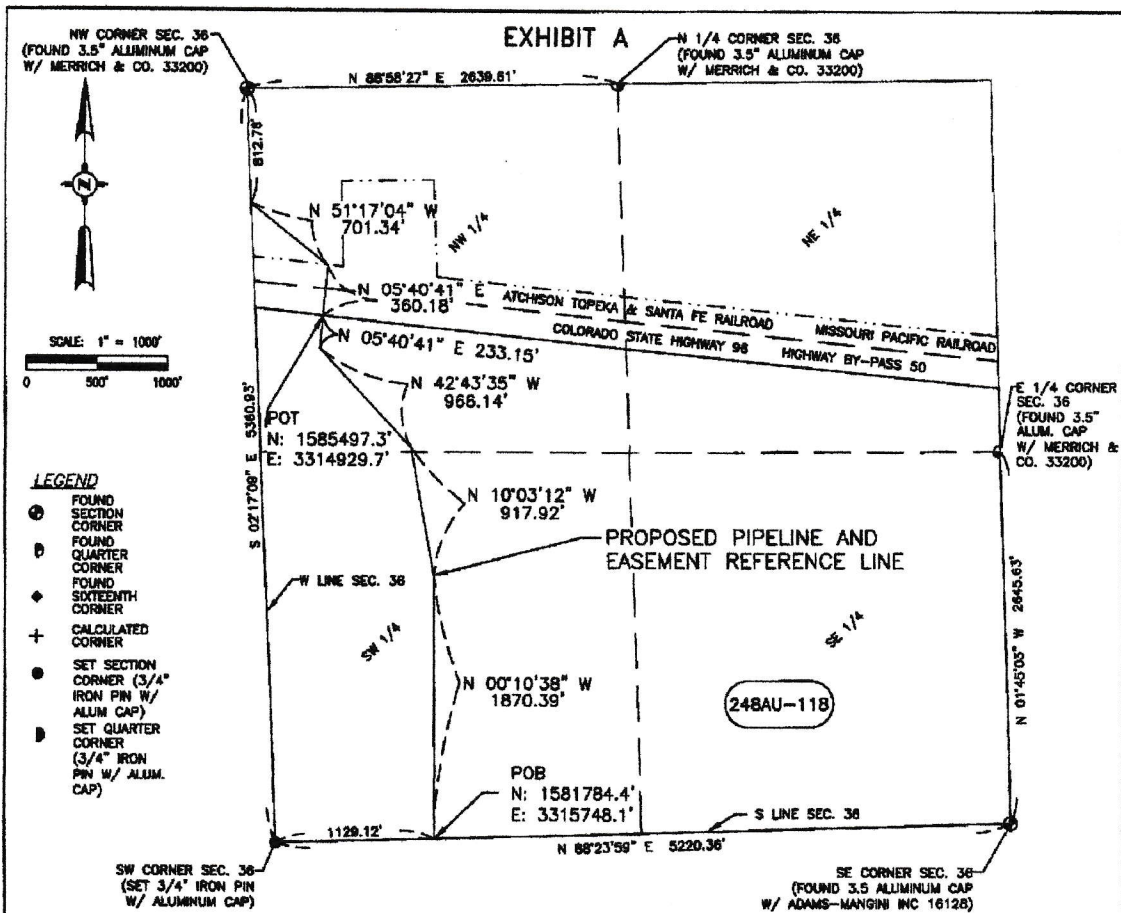 EXHIBIT A
NW CORNER SEC. 36
(FOUND 3.5" ALUMINUM CAP
W/ MERRICH & CO. 33200)
N 1/4 CORNER SEC. 36
(FOUND 3.5" ALUMINUM CAP
W/ MERRICH & CO. 33200)
N 88°58'27" E 2639.61'
812.78'
N
SCALE: 1" = 1000'
0 500' 1000'
N 51°17'04" W
701.34'
NW 1/4
NE 1/4
N 05°40'41" E
360.18'
ATCHISON TOPEKA & SANTA FE RAILROAD
MISSOURI PACIFIC RAILROAD
COLORADO STATE HIGHWAY 96
HIGHWAY BY-PASS 50
N 05°40'41" E 233.15'
N 42°43'35" W
966.14'
E 1/4 CORNER
SEC. 36
(FOUND 3.5"
ALUM. CAP
W/ MERRICH &
CO. 33200)
S 02°17'09" E 5360.93'
POT
N: 1585497.3'
E: 3314929.7'
LEGEND
FOUND
SECTION
CORNER
FOUND
QUARTER
CORNER
FOUND
SIXTEENTH
CORNER
CALCULATED
CORNER
SET SECTION
CORNER (3/4"
IRON PIN W/
ALUM CAP)
SET QUARTER
CORNER
(3/4" IRON
PIN W/ ALUM.
CAP)
N 10°03'12" W
917.92'
PROPOSED PIPELINE AND
EASEMENT REFERENCE LINE
W LINE SEC. 36
SW 1/4
SE 1/4
N 01°45'05" W 2645.63'
N 00°10'38" W
1870.39'
248AU-118
POB
N: 1581784.4'
E: 3315748.1'
S LINE SEC. 36
1129.12'
N 88°23'59" E 5220.36'
SW CORNER SEC. 36
(SET 3/4" IRON PIN
W/ ALUMINUM CAP)
SE CORNER SEC. 36
(FOUND 3.5 ALUMINUM CAP
W/ ADAMS-MANGINI INC 16128)